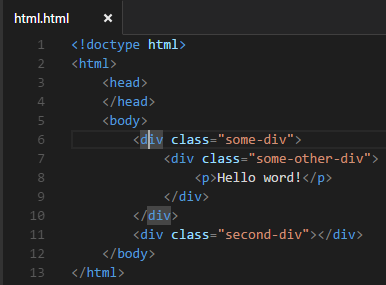 html.html ×
1 <!doctype html>
2 <html>
3     <head>
4     </head>
5     <body>
6         <div class="some-div">
7             <div class="some-other-div">
8                 <p>Hello word!</p>
9             </div>
10         </div>
11         <div class="second-div"></div>
12     </body>
13 </html>